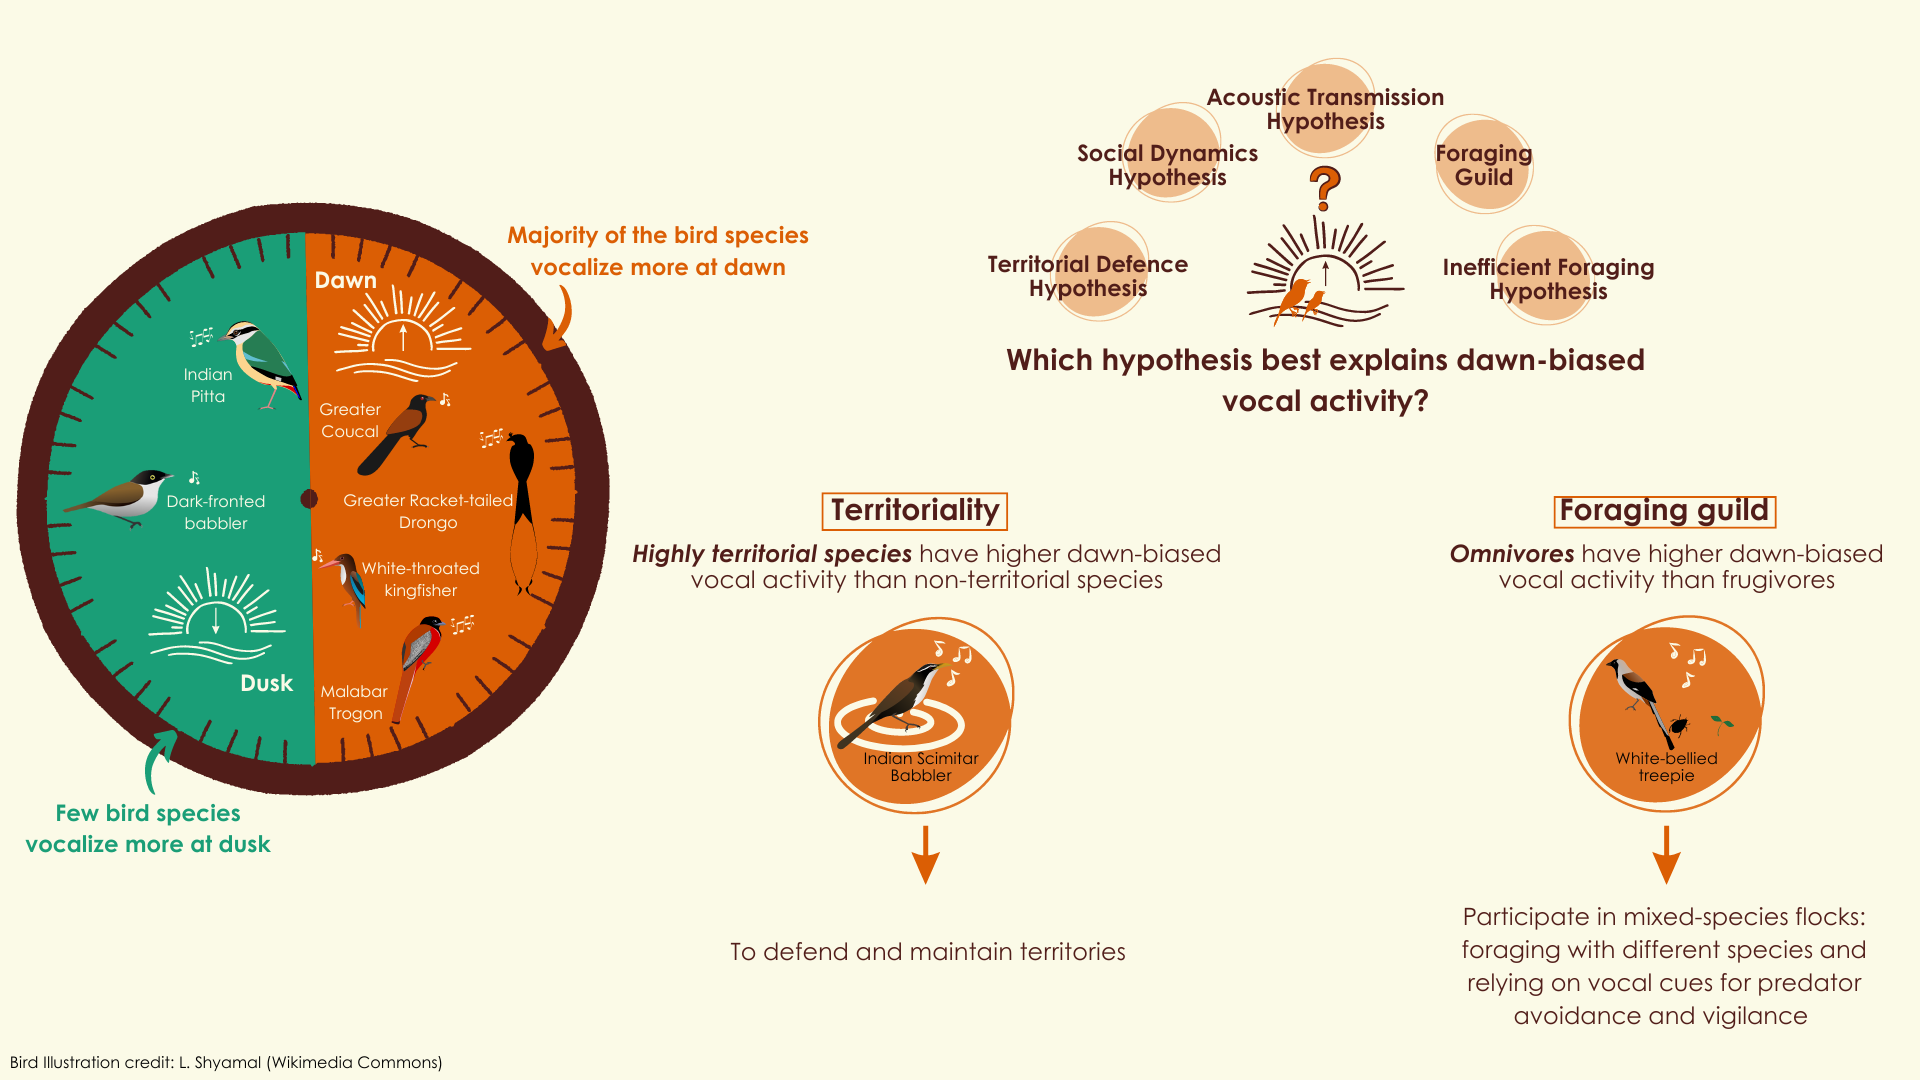 Majority of the bird species
vocalize more at dawn
Dawn
Indian
Pitta
Greater
Coucal
Dark-fronted
babbler
Greater Racket-tailed
Drongo
White-throated
kingfisher
Dusk
Malabar
Trogon
Few bird species
vocalize more at dusk
Acoustic Transmission
Hypothesis
Social Dynamics
Hypothesis
Foraging
Guild
?
Territorial Defence
Hypothesis
Inefficient Foraging
Hypothesis
Which hypothesis best explains dawn-biased
vocal activity?
Territoriality
Highly territorial species have higher dawn-biased
vocal activity than non-territorial species
Indian Scimitar
Babbler
To defend and maintain territories
Foraging guild
Omnivores have higher dawn-biased
vocal activity than frugivores
White-bellied
treepie
Participate in mixed-species flocks:
foraging with different species and
relying on vocal cues for predator
avoidance and vigilance
Bird Illustration credit: L. Shyamal (Wikimedia Commons)